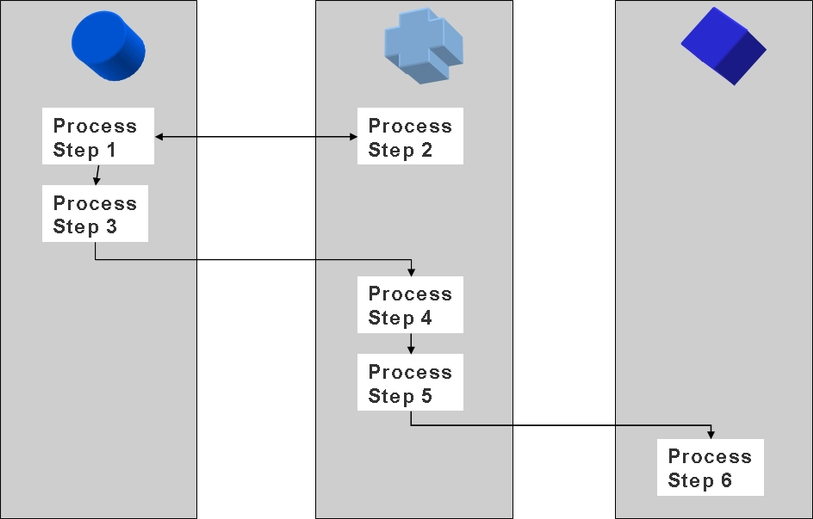 Process
Step 1
Process
Step 2
Process
Step 3
Process
Step 4
Process
Step 5
Process
Step 6